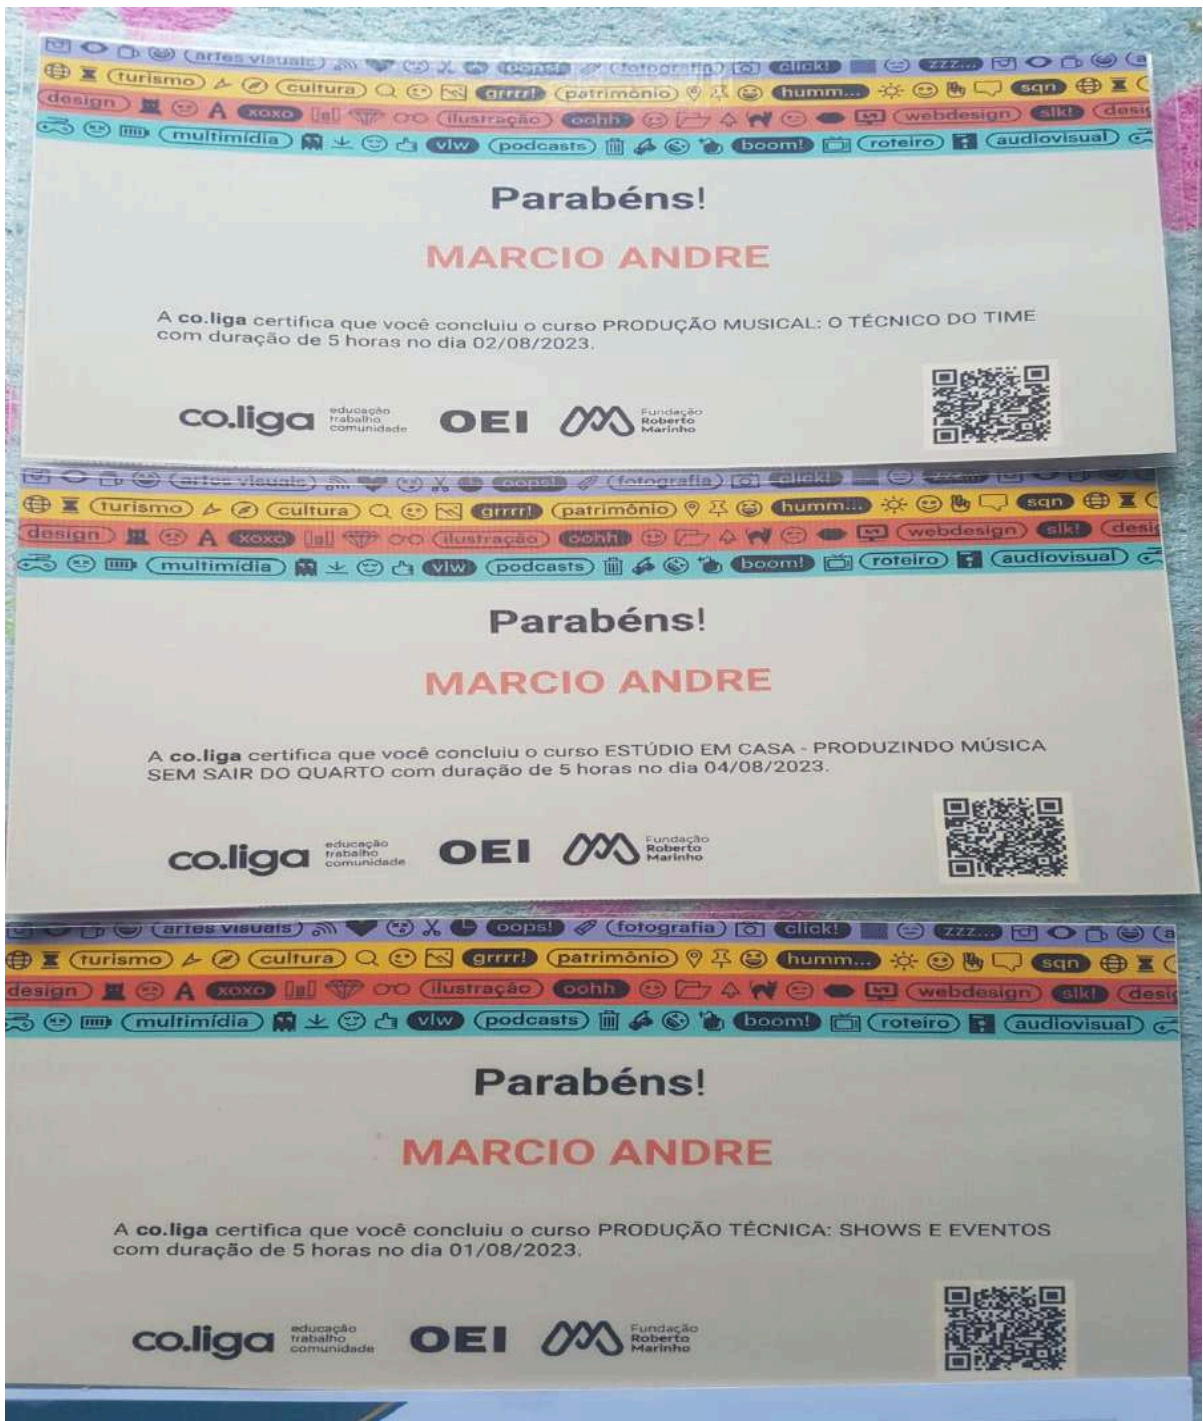 artes visuais oops! fotografia click! zzz...
turismo cultura grrrr! patrimônio humm... sqn
design A xoxo ilustração oohh webdesign slk!
multimídia vlw podcasts boom! roteiro audiovisual
Parabéns!
MARCIO ANDRE
A co.liga certifica que você concluiu o curso PRODUÇÃO MUSICAL: O TÉCNICO DO TIME
com duração de 5 horas no dia 02/08/2023.
co.liga educação trabalho comunidade OEI Fundação Roberto Marinho
artes visuais oops! fotografia click! zzz...
turismo cultura grrrr! patrimônio humm... sqn
design A xoxo ilustração oohh webdesign slk!
multimídia vlw podcasts boom! roteiro audiovisual
Parabéns!
MARCIO ANDRE
A co.liga certifica que você concluiu o curso ESTÚDIO EM CASA - PRODUZINDO MÚSICA
SEM SAIR DO QUARTO com duração de 5 horas no dia 04/08/2023.
co.liga educação trabalho comunidade OEI Fundação Roberto Marinho
artes visuais oops! fotografia click! zzz...
turismo cultura grrrr! patrimônio humm... sqn
design A xoxo ilustração oohh webdesign slk!
multimídia vlw podcasts boom! roteiro audiovisual
Parabéns!
MARCIO ANDRE
A co.liga certifica que você concluiu o curso PRODUÇÃO TÉCNICA: SHOWS E EVENTOS
com duração de 5 horas no dia 01/08/2023.
co.liga educação trabalho comunidade OEI Fundação Roberto Marinho